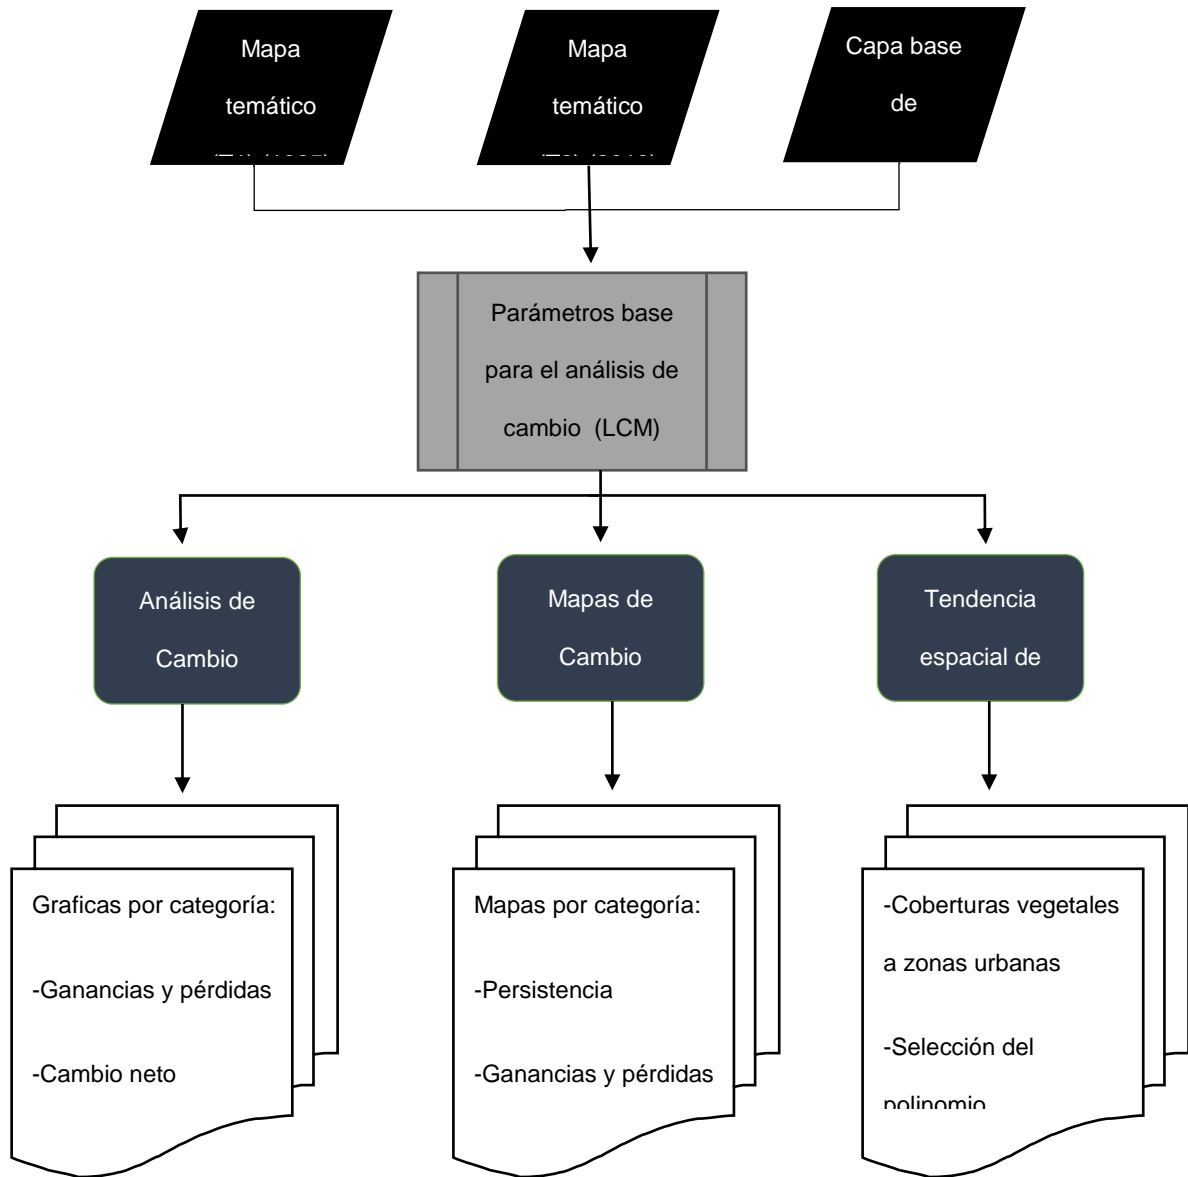 Mapa
temático
Mapa
temático
Capa base
de
Parámetros base
para el análisis de
cambio (LCM)
Análisis de
Cambio
Mapas de
Cambio
Tendencia
espacial de
Graficas por categoría:
-Ganancias y pérdidas
-Cambio neto
Mapas por categoría:
-Persistencia
-Ganancias y pérdidas
-Coberturas vegetales
a zonas urbanas
-Selección del
polinomio